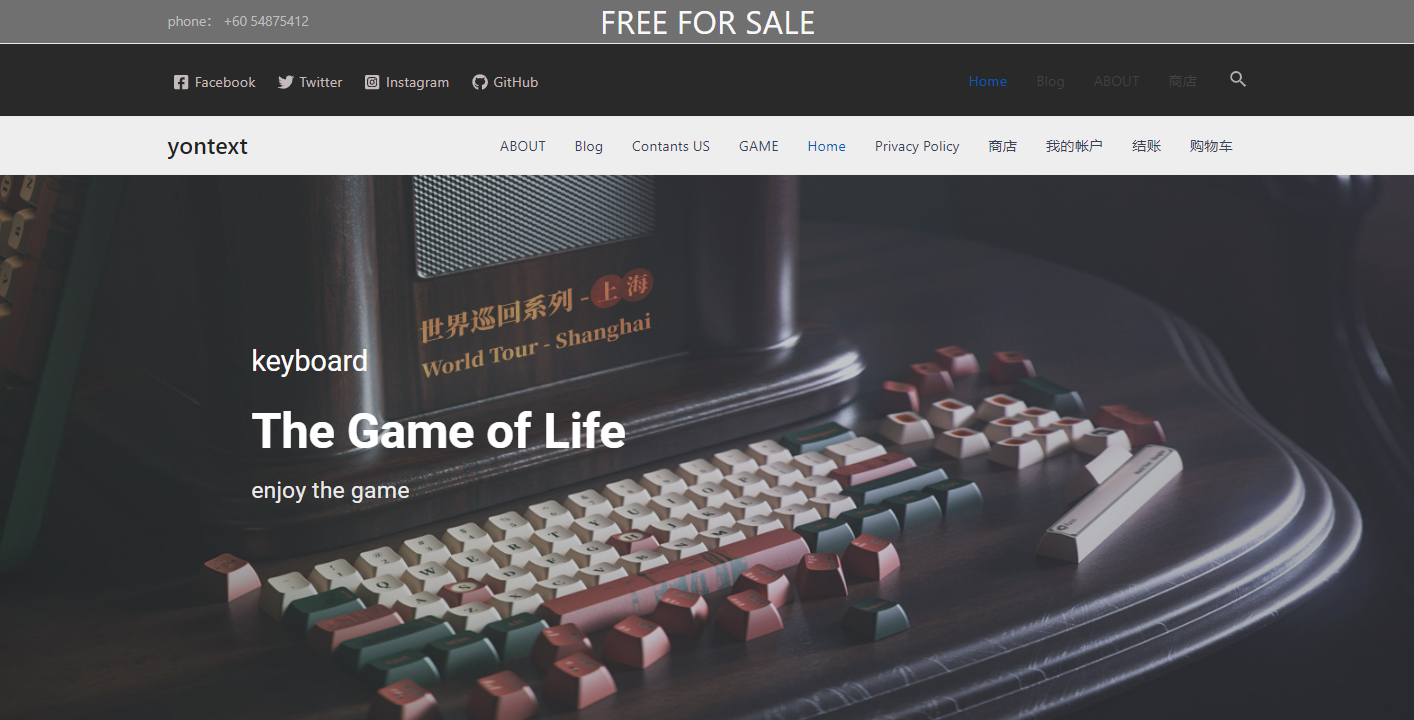 phone： +60 54875412
FREE FOR SALE
Facebook Twitter Instagram GitHub
Home Blog ABOUT 商店
yontext
ABOUT Blog Contants US GAME Home Privacy Policy 商店 我的帐户 结账 购物车
世界巡回系列 - 上海
World Tour - Shanghai
keyboard
The Game of Life
enjoy the game